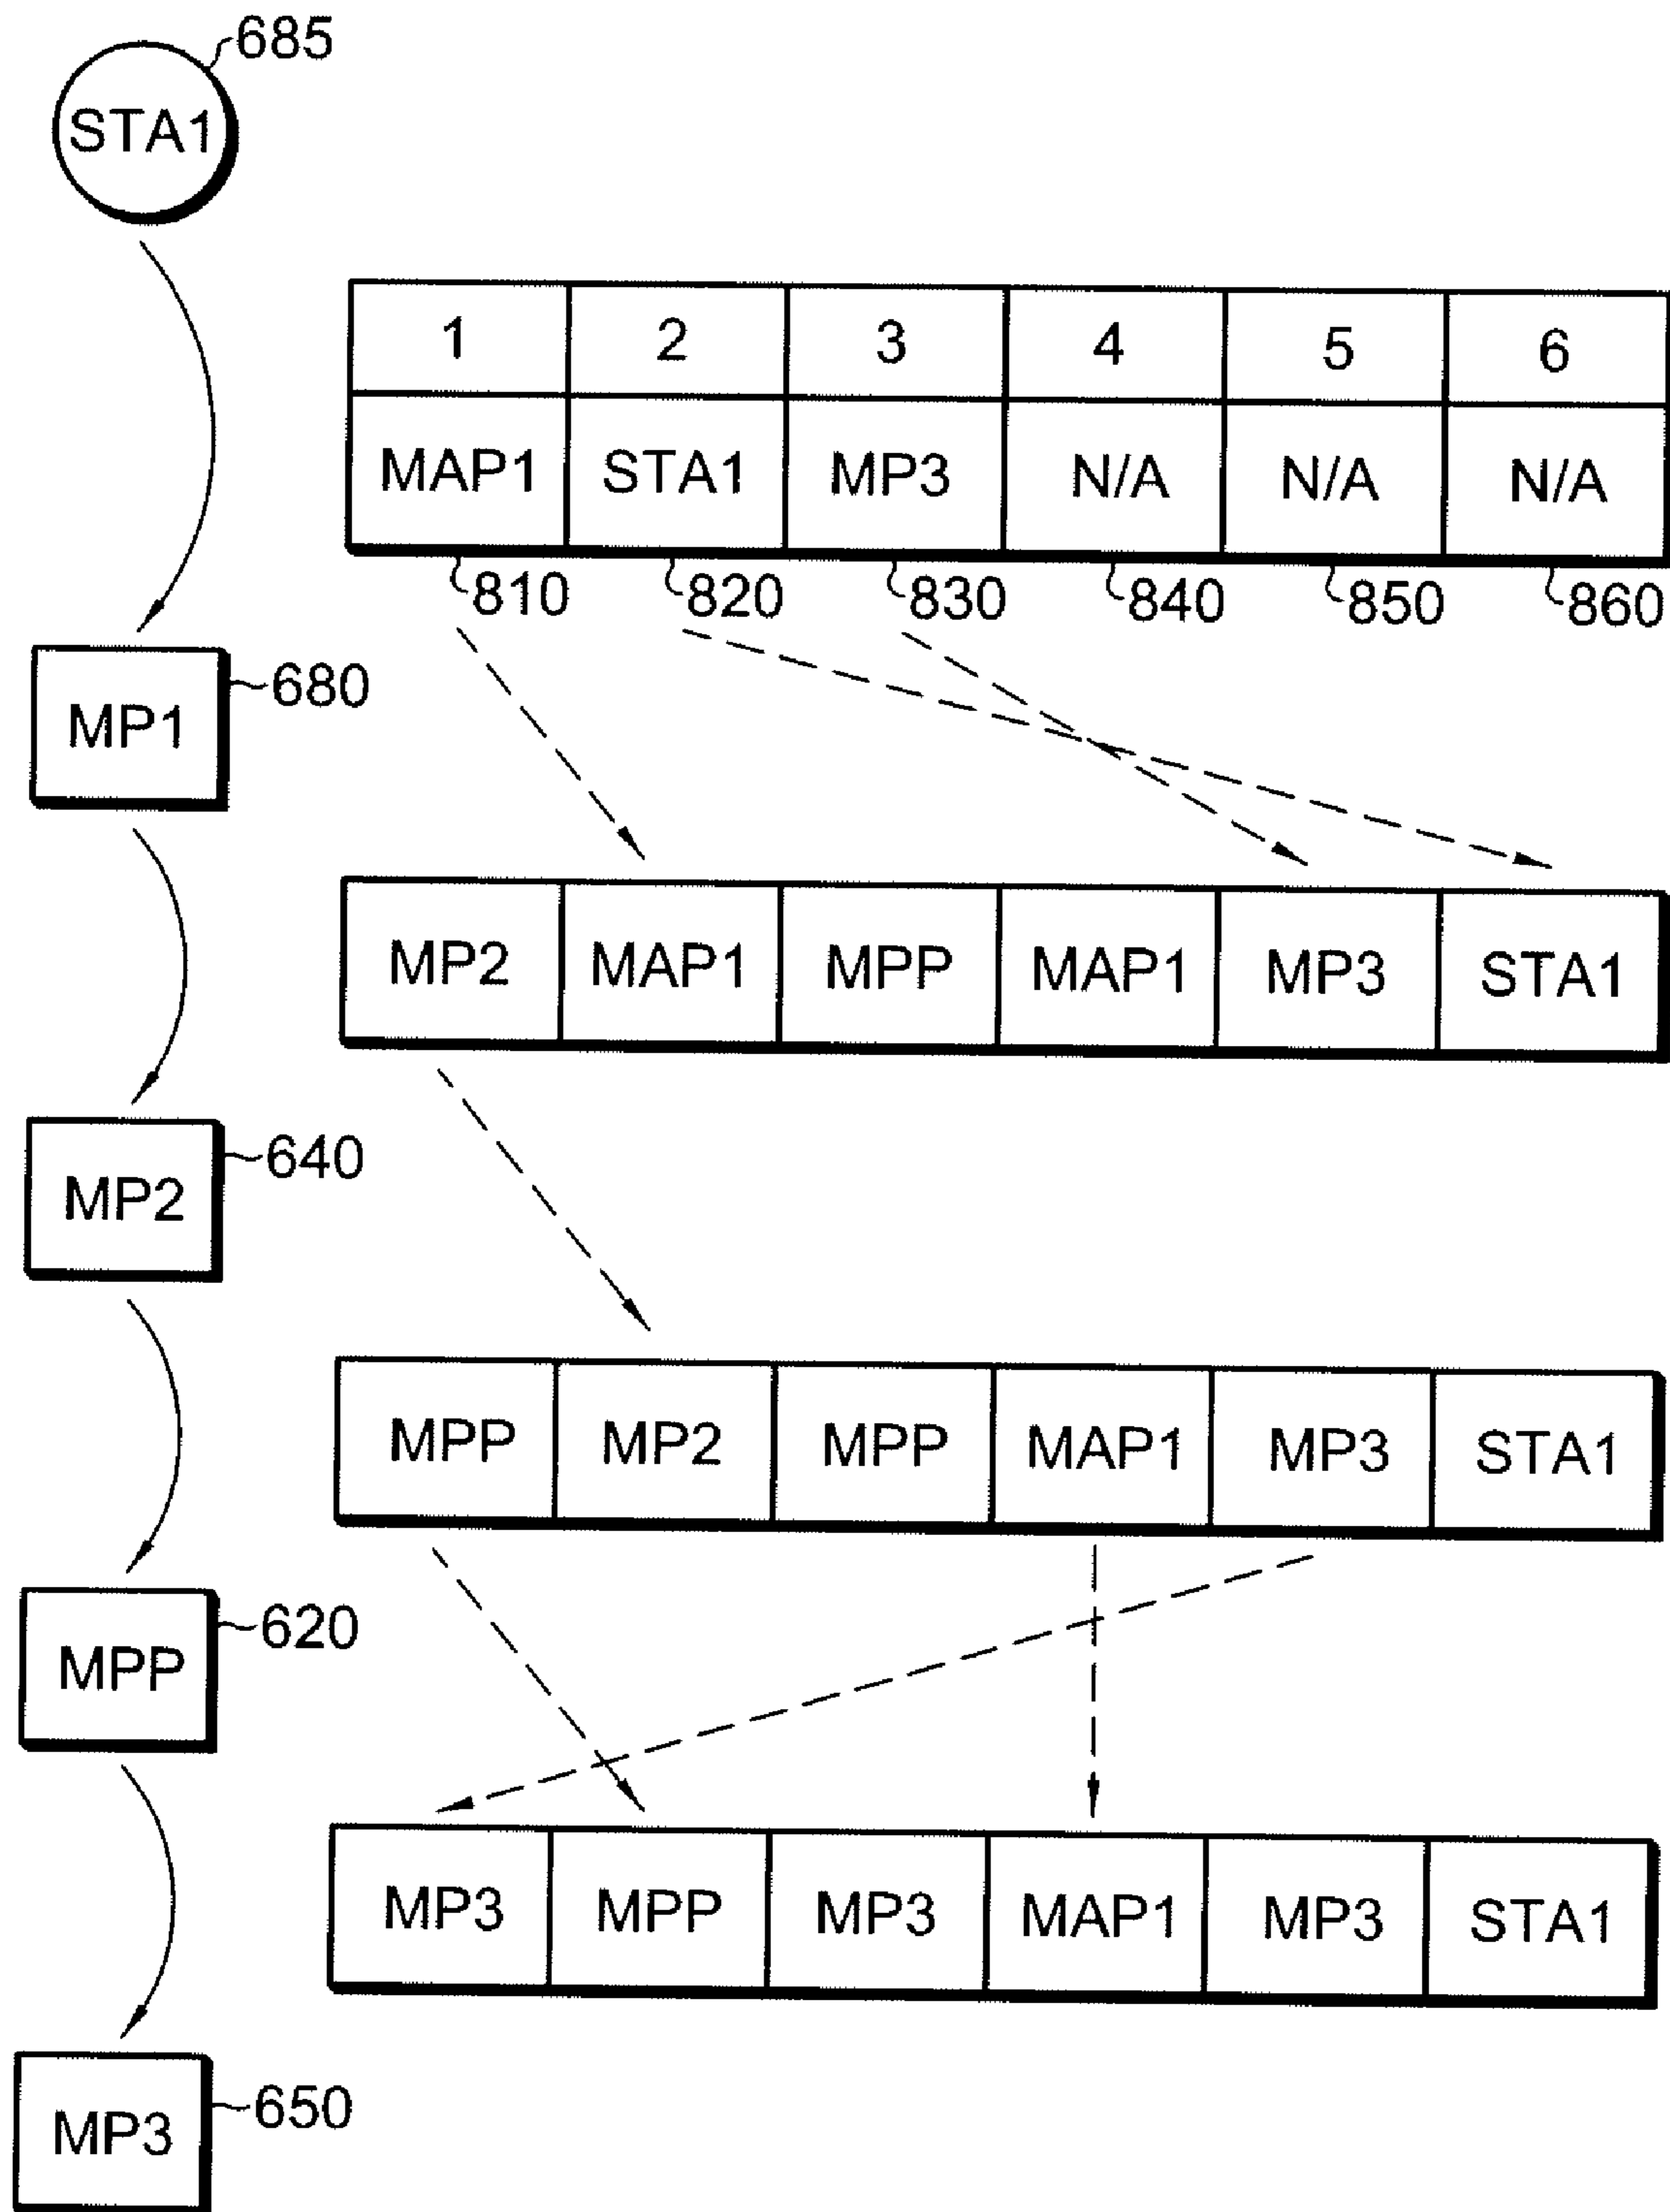 685
STA1
1 2 3 4 5 6
MAP1 STA1 MP3 N/A N/A N/A
810 820 830 840 850 860
MP1 680
MP2 MAP1 MPP MAP1 MP3 STA1
MP2 640
MPP MP2 MPP MAP1 MP3 STA1
MPP 620
MP3 MPP MP3 MAP1 MP3 STA1
MP3 650